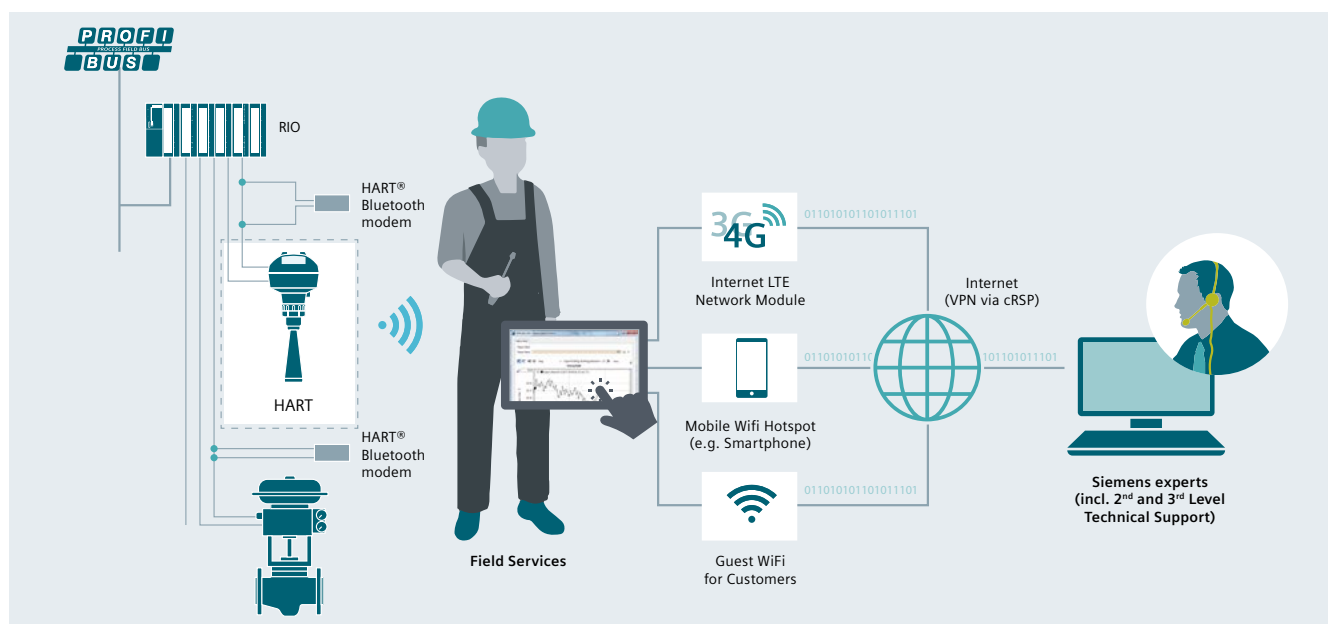 PROFI
PROCESS FIELD BUS
BUS
RIO
HART®
Bluetooth
modem
HART
HART®
Bluetooth
modem
Field Services
3G
4G
011010101101011101
Internet LTE
Network Module
01101010110
Mobile Wifi Hotspot
(e.g. Smartphone)
011010101101011101
Guest WiFi
for Customers
Internet
(VPN via cRSP)
101101011101
Siemens experts
(incl. 2nd and 3rd Level
Technical Support)